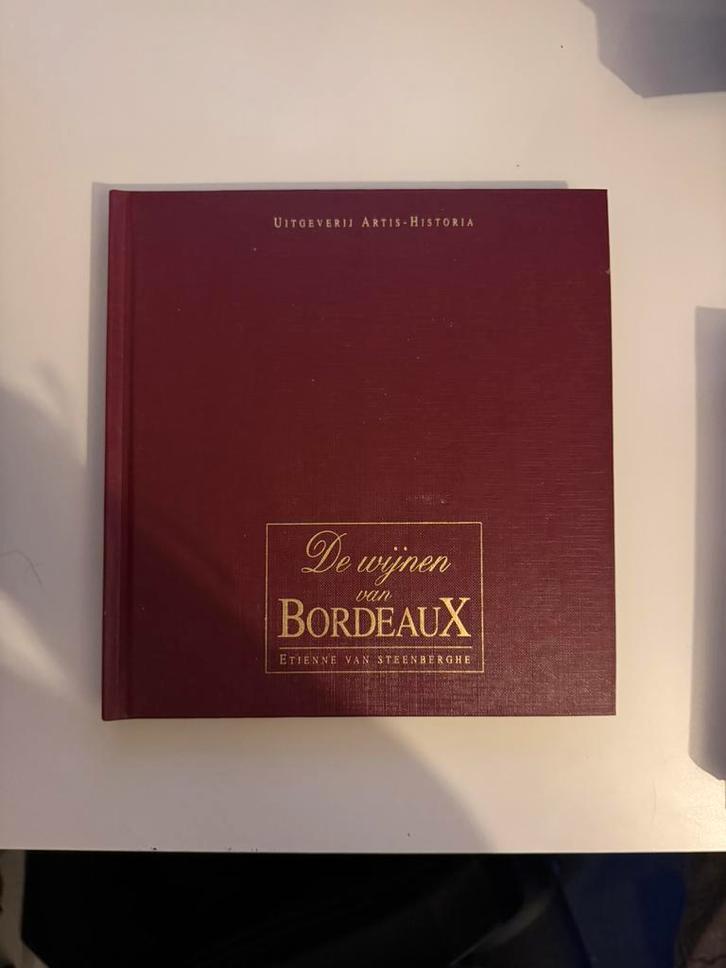 Uitgeverij Artis-Historia
De wijnen
van
Bordeaux
Etienne van Steenberghe